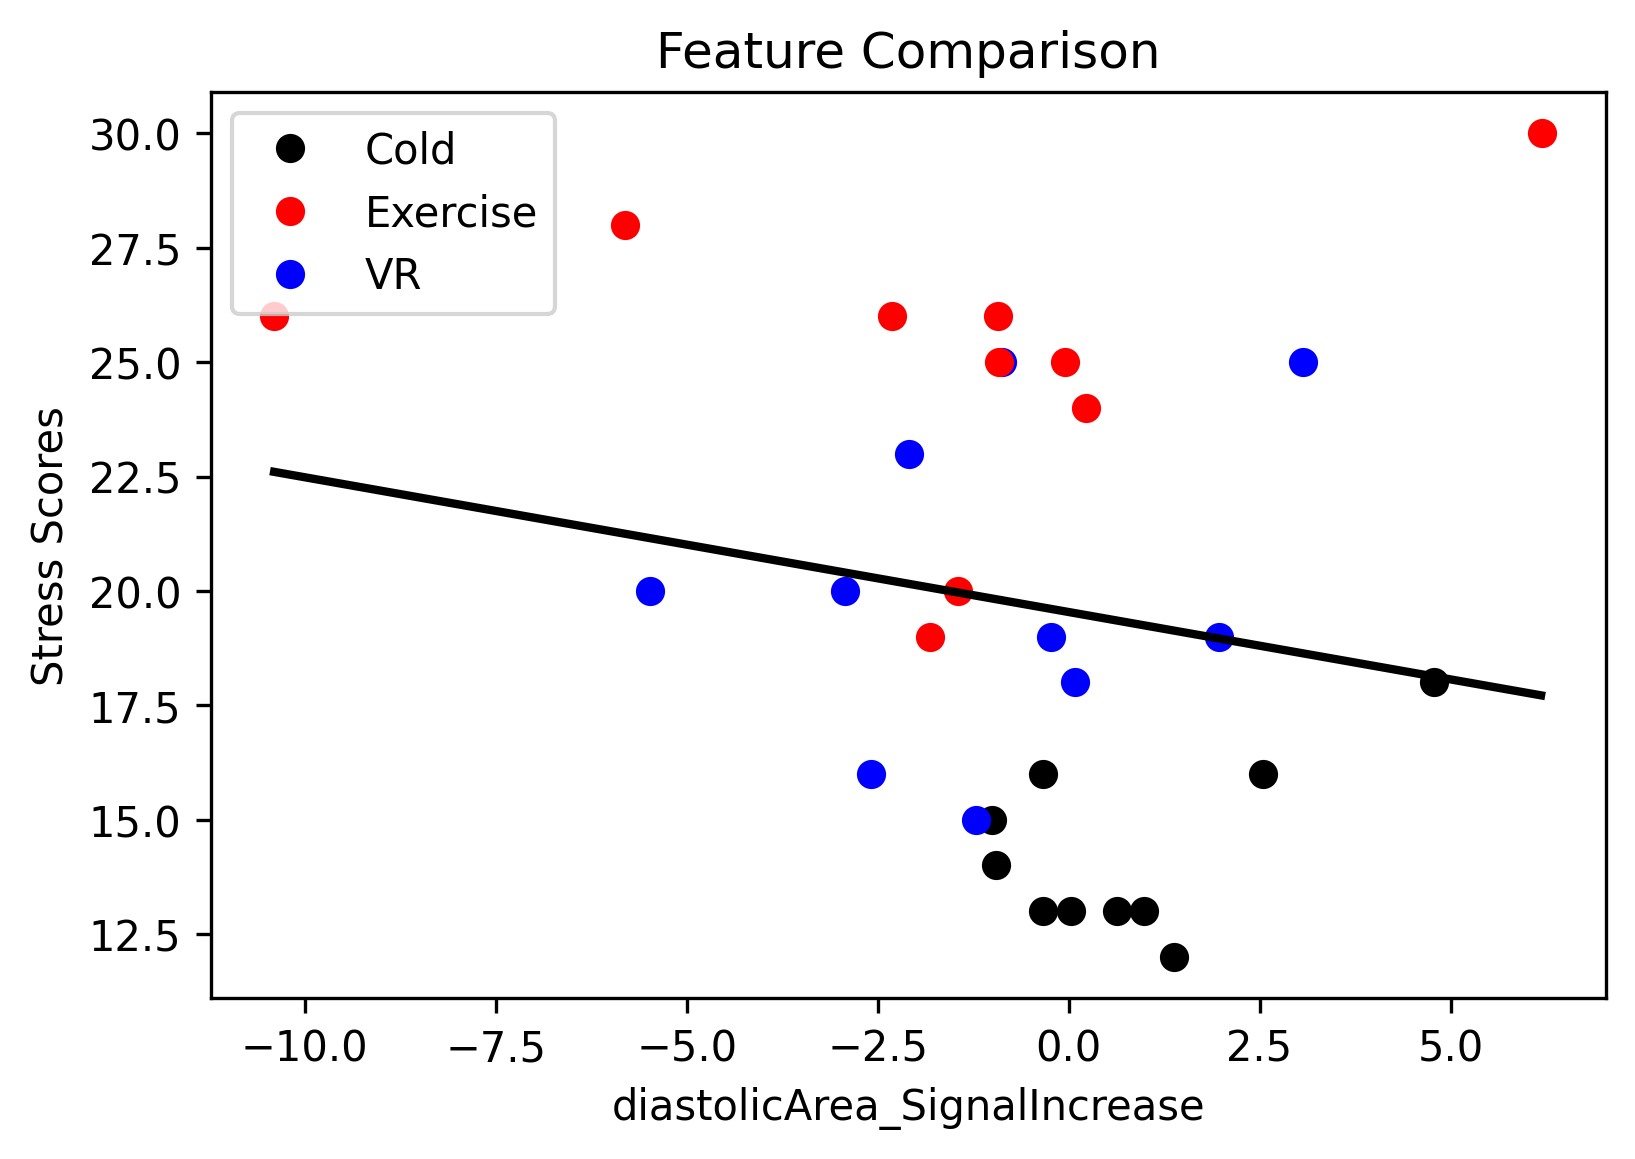 Feature Comparison
Cold
Exercise
VR
30.0
27.5
25.0
22.5
20.0
17.5
15.0
12.5
Stress Scores
−10.0 −7.5 −5.0 −2.5 0.0 2.5 5.0
diastolicArea_SignalIncrease